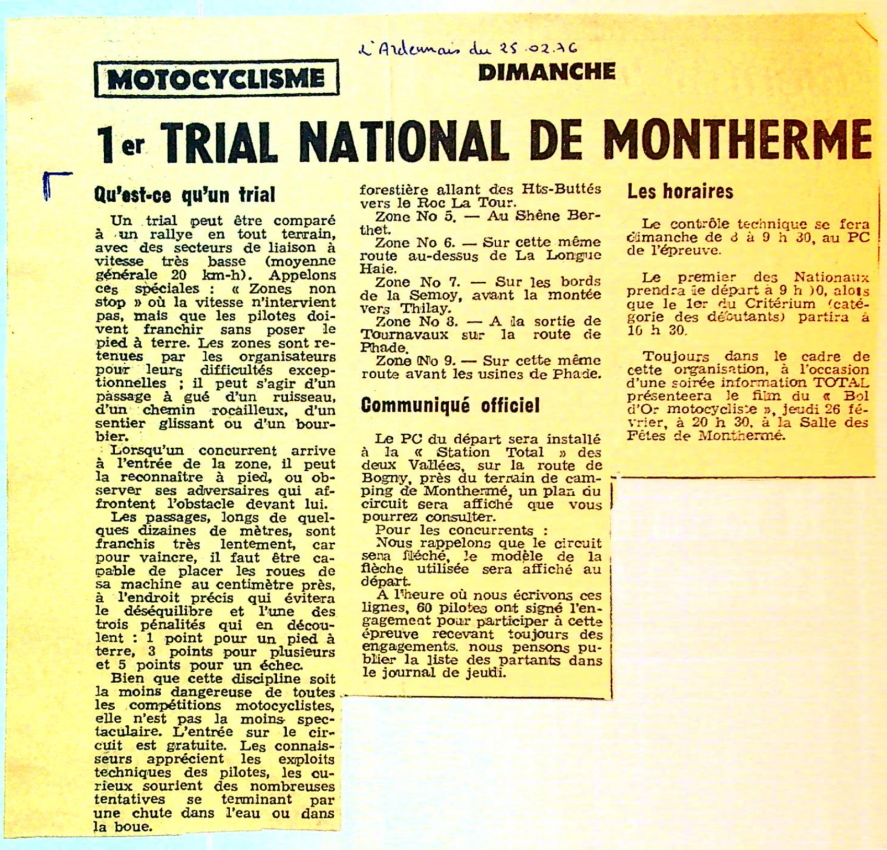 L'Ardennais du 25.02.76
MOTOCYCLISME
DIMANCHE
1er TRIAL NATIONAL DE MONTHERME
Qu'est-ce qu'un trial
Un trial peut être comparé
à un rallye en tout terrain,
avec des secteurs de liaison à
vitesse très basse (moyenne
générale 20 km-h). Appelons
ces spéciales : « Zones non
stop » où la vitesse n'intervient
pas, mais que les pilotes doi-
vent franchir sans poser le
pied à terre. Les zones sont re-
tenues par les organisateurs
pour leurs difficultés excep-
tionnelles ; il peut s'agir d'un
passage à gué d'un ruisseau,
d'un chemin rocailleux, d'un
sentier glissant ou d'un bour-
bier.
Lorsqu'un concurrent arrive
à l'entrée de la zone, il peut
la reconnaître à pied, ou ob-
server ses adversaires qui af-
frontent l'obstacle devant lui.
Les passages, longs de quel-
ques dizaines de mètres, sont
franchis très lentement, car
pour vaincre, il faut être ca-
pable de placer les roues de
sa machine au centimètre près,
à l'endroit précis qui évitera
le déséquilibre et l'une des
trois pénalités qui en décou-
lent : 1 point pour un pied à
terre, 3 points pour plusieurs
et 5 points pour un échec.
Bien que cette discipline soit
la moins dangereuse de toutes
les compétitions motocyclistes,
elle n'est pas la moins spec-
taculaire. L'entrée sur le cir-
cuit est gratuite. Les connais-
seurs apprécient les exploits
techniques des pilotes, les cu-
rieux sourient des nombreuses
tentatives se terminant par
une chute dans l'eau ou dans
la boue.
forestière allant des Hts-Buttés
vers le Roc La Tour.
Zone No 5. — Au Shêne Ber-
thet.
Zone No 6. — Sur cette même
route au-dessus de La Longue
Haie.
Zone No 7. — Sur les bords
de la Semoy, avant la montée
vers Thilay.
Zone No 8. — A la sortie de
Tournavaux sur la route de
Phade.
Zone No 9. — Sur cette même
route avant les usines de Phade.
Communiqué officiel
Le PC du départ sera installé
à la « Station Total » des
deux Vallées, sur la route de
Bogny, près du terrain de cam-
ping de Monthermé, un plan du
circuit sera affiché que vous
pourrez consulter.
Pour les concurrents :
Nous rappelons que le circuit
sera fléché, le modèle de la
flèche utilisée sera affiché au
départ.
A l'heure où nous écrivons ces
lignes, 60 pilotes ont signé l'en-
gagement pour participer à cette
épreuve recevant toujours des
engagements. nous pensons pu-
blier la liste des partants dans
le journal de jeudi.
Les horaires
Le contrôle technique se fera
dimanche de 8 à 9 h 30, au PC
de l'épreuve.
Le premier des Nationaux
prendra le départ à 9 h 30, alors
que le 1er du Critérium (caté-
gorie des débutants) partira à
10 h 30.
Toujours dans le cadre de
cette organisation, à l'occasion
d'une soirée information TOTAL
présenteera le film du « Bol
d'Or motocycliste », jeudi 26 fé-
vrier, à 20 h 30, à la Salle des
Fêtes de Monthermé.